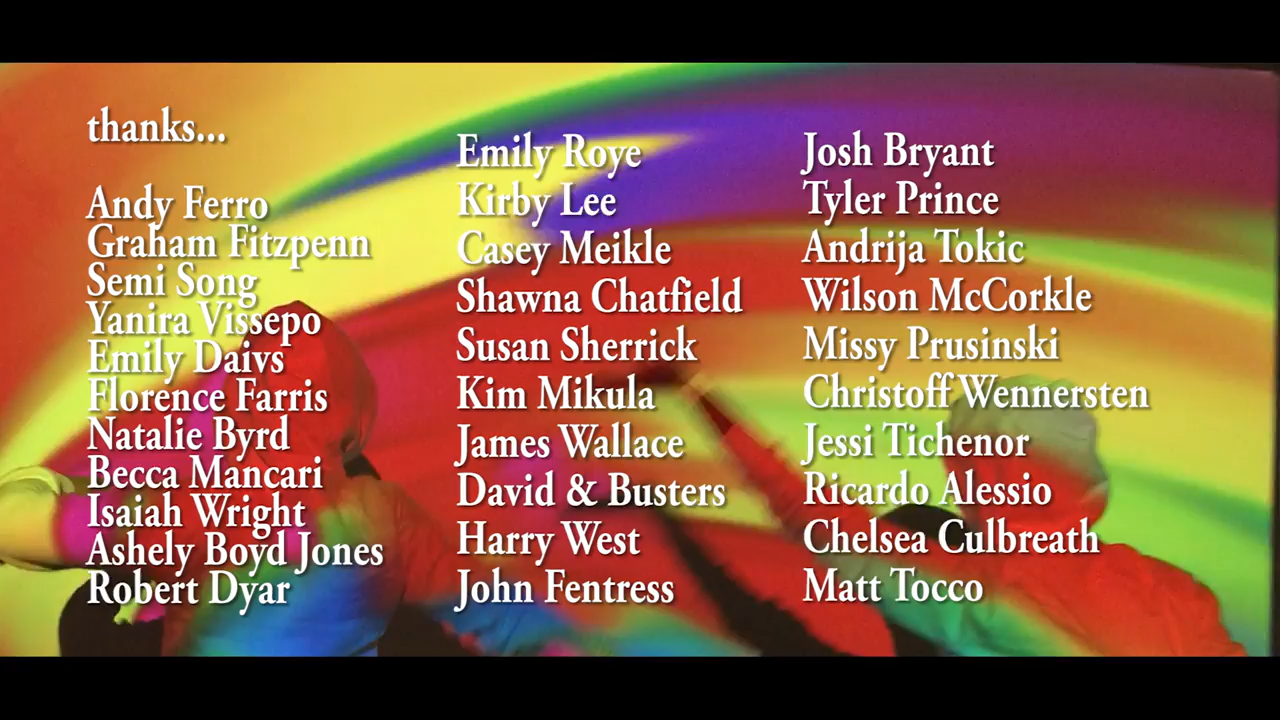 thanks...
Andy Ferro
Graham Fitzpenn
Semi Song
Yanira Vissepo
Emily Daivs
Florence Farris
Natalie Byrd
Becca Mancari
Isaiah Wright
Ashely Boyd Jones
Robert Dyar
Emily Roye
Kirby Lee
Casey Meikle
Shawna Chatfield
Susan Sherrick
Kim Mikula
James Wallace
David & Busters
Harry West
John Fentress
Josh Bryant
Tyler Prince
Andrija Tokic
Wilson McCorkle
Missy Prusinski
Christoff Wennersten
Jessi Tichenor
Ricardo Alessio
Chelsea Culbreath
Matt Tocco